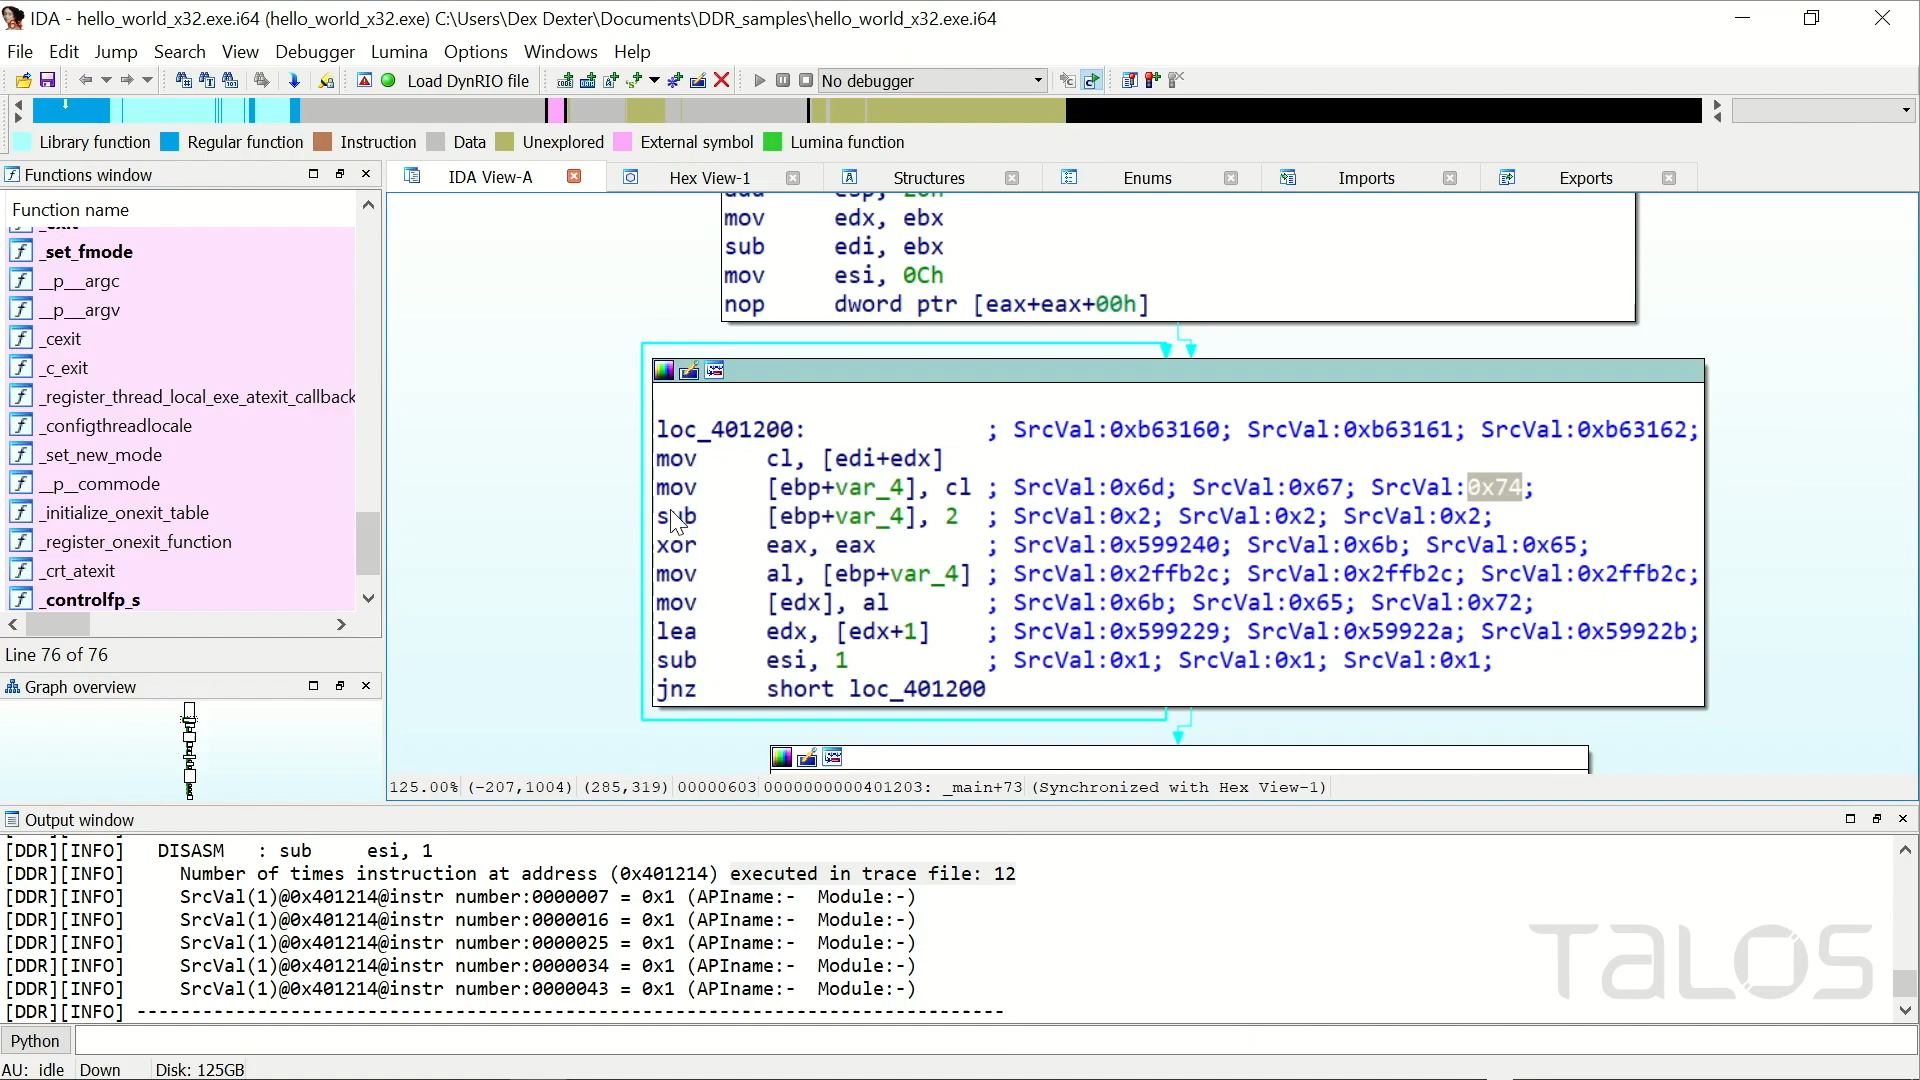 IDA - hello_world_x32.exe.i64 (hello_world_x32.exe) C:\Users\Dex Dexter\Documents\DDR_samples\hello_world_x32.exe.i64
File Edit Jump Search View Debugger Lumina Options Windows Help
Load DynRIO file No debugger
Library function Regular function Instruction Data Unexplored External symbol Lumina function
Functions window IDA View-A Hex View-1 Structures Enums Imports Exports
Function name
_set_fmode
__p___argc
__p___argv
_cexit
_c_exit
_register_thread_local_exe_atexit_callback
_configthreadlocale
_set_new_mode
__p__commode
_initialize_onexit_table
_register_onexit_function
_crt_atexit
_controlfp_s
Line 76 of 76
Graph overview
mov edx, ebx
sub edi, ebx
mov esi, 0Ch
nop dword ptr [eax+eax+00h]
loc_401200: ; SrcVal:0xb63160; SrcVal:0xb63161; SrcVal:0xb63162;
mov cl, [edi+edx]
mov [ebp+var_4], cl ; SrcVal:0x6d; SrcVal:0x67; SrcVal:0x74;
sub [ebp+var_4], 2 ; SrcVal:0x2; SrcVal:0x2; SrcVal:0x2;
xor eax, eax ; SrcVal:0x599240; SrcVal:0x6b; SrcVal:0x65;
mov al, [ebp+var_4] ; SrcVal:0x2ffb2c; SrcVal:0x2ffb2c; SrcVal:0x2ffb2c;
mov [edx], al ; SrcVal:0x6b; SrcVal:0x65; SrcVal:0x72;
lea edx, [edx+1] ; SrcVal:0x599229; SrcVal:0x59922a; SrcVal:0x59922b;
sub esi, 1 ; SrcVal:0x1; SrcVal:0x1; SrcVal:0x1;
jnz short loc_401200
125.00% (-207,1004) (285,319) 00000603 0000000000401203: _main+73 (Synchronized with Hex View-1)
Output window
[DDR][INFO] DISASM : sub esi, 1
[DDR][INFO] Number of times instruction at address (0x401214) executed in trace file: 12
[DDR][INFO] SrcVal(1)@0x401214@instr number:0000007 = 0x1 (APIname:- Module:-)
[DDR][INFO] SrcVal(1)@0x401214@instr number:0000016 = 0x1 (APIname:- Module:-)
[DDR][INFO] SrcVal(1)@0x401214@instr number:0000025 = 0x1 (APIname:- Module:-)
[DDR][INFO] SrcVal(1)@0x401214@instr number:0000034 = 0x1 (APIname:- Module:-)
[DDR][INFO] SrcVal(1)@0x401214@instr number:0000043 = 0x1 (APIname:- Module:-)
[DDR][INFO] --------------------------------------------------------------------------------
TALOS
Python
AU: idle Down Disk: 125GB